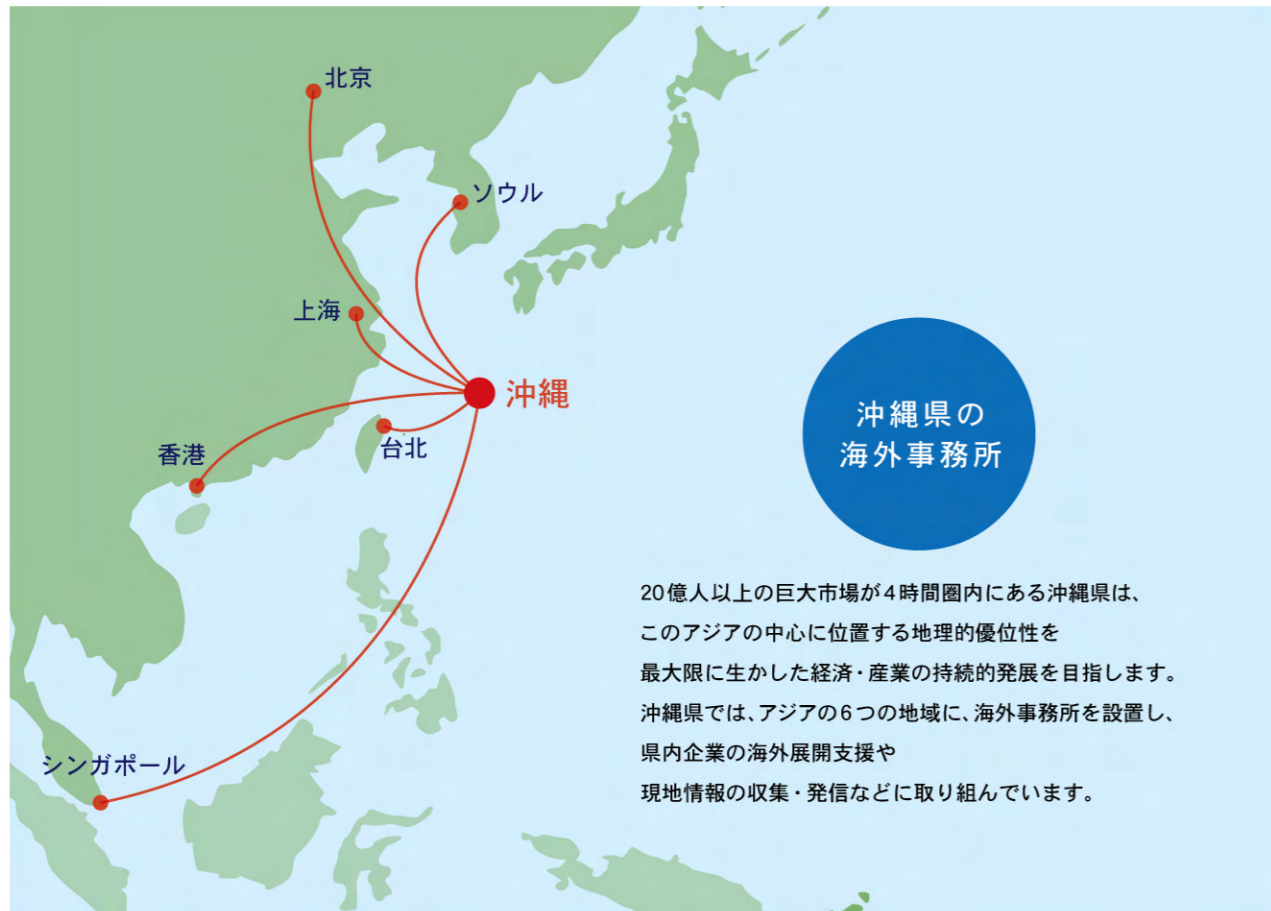 北京
ソウル
上海
沖縄
台北
香港
シンガポール
沖縄県の
海外事務所
20億人以上の巨大市場が4時間圏内にある沖縄県は、
このアジアの中心に位置する地理的優位性を
最大限に生かした経済・産業の持続的発展を目指します。
沖縄県では、アジアの6つの地域に、海外事務所を設置し、
県内企業の海外展開支援や
現地情報の収集・発信などに取り組んでいます。